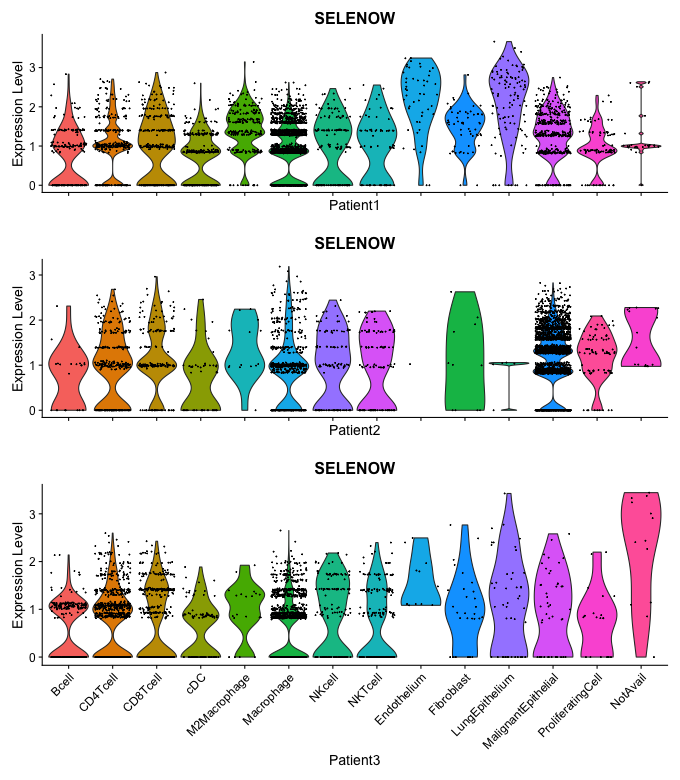 SELENOW
Expression Level
3
2
1
0
Patient1
SELENOW
Expression Level
3
2
1
0
Patient2
SELENOW
Expression Level
3
2
1
0
Bcell
CD4Tcell
CD8Tcell
cDC
M2Macrophage
Macrophage
NKcell
NKTcell
Endothelium
Fibroblast
LungEpithelium
MalignantEpithelial
ProliferatingCell
NotAvail
Patient3